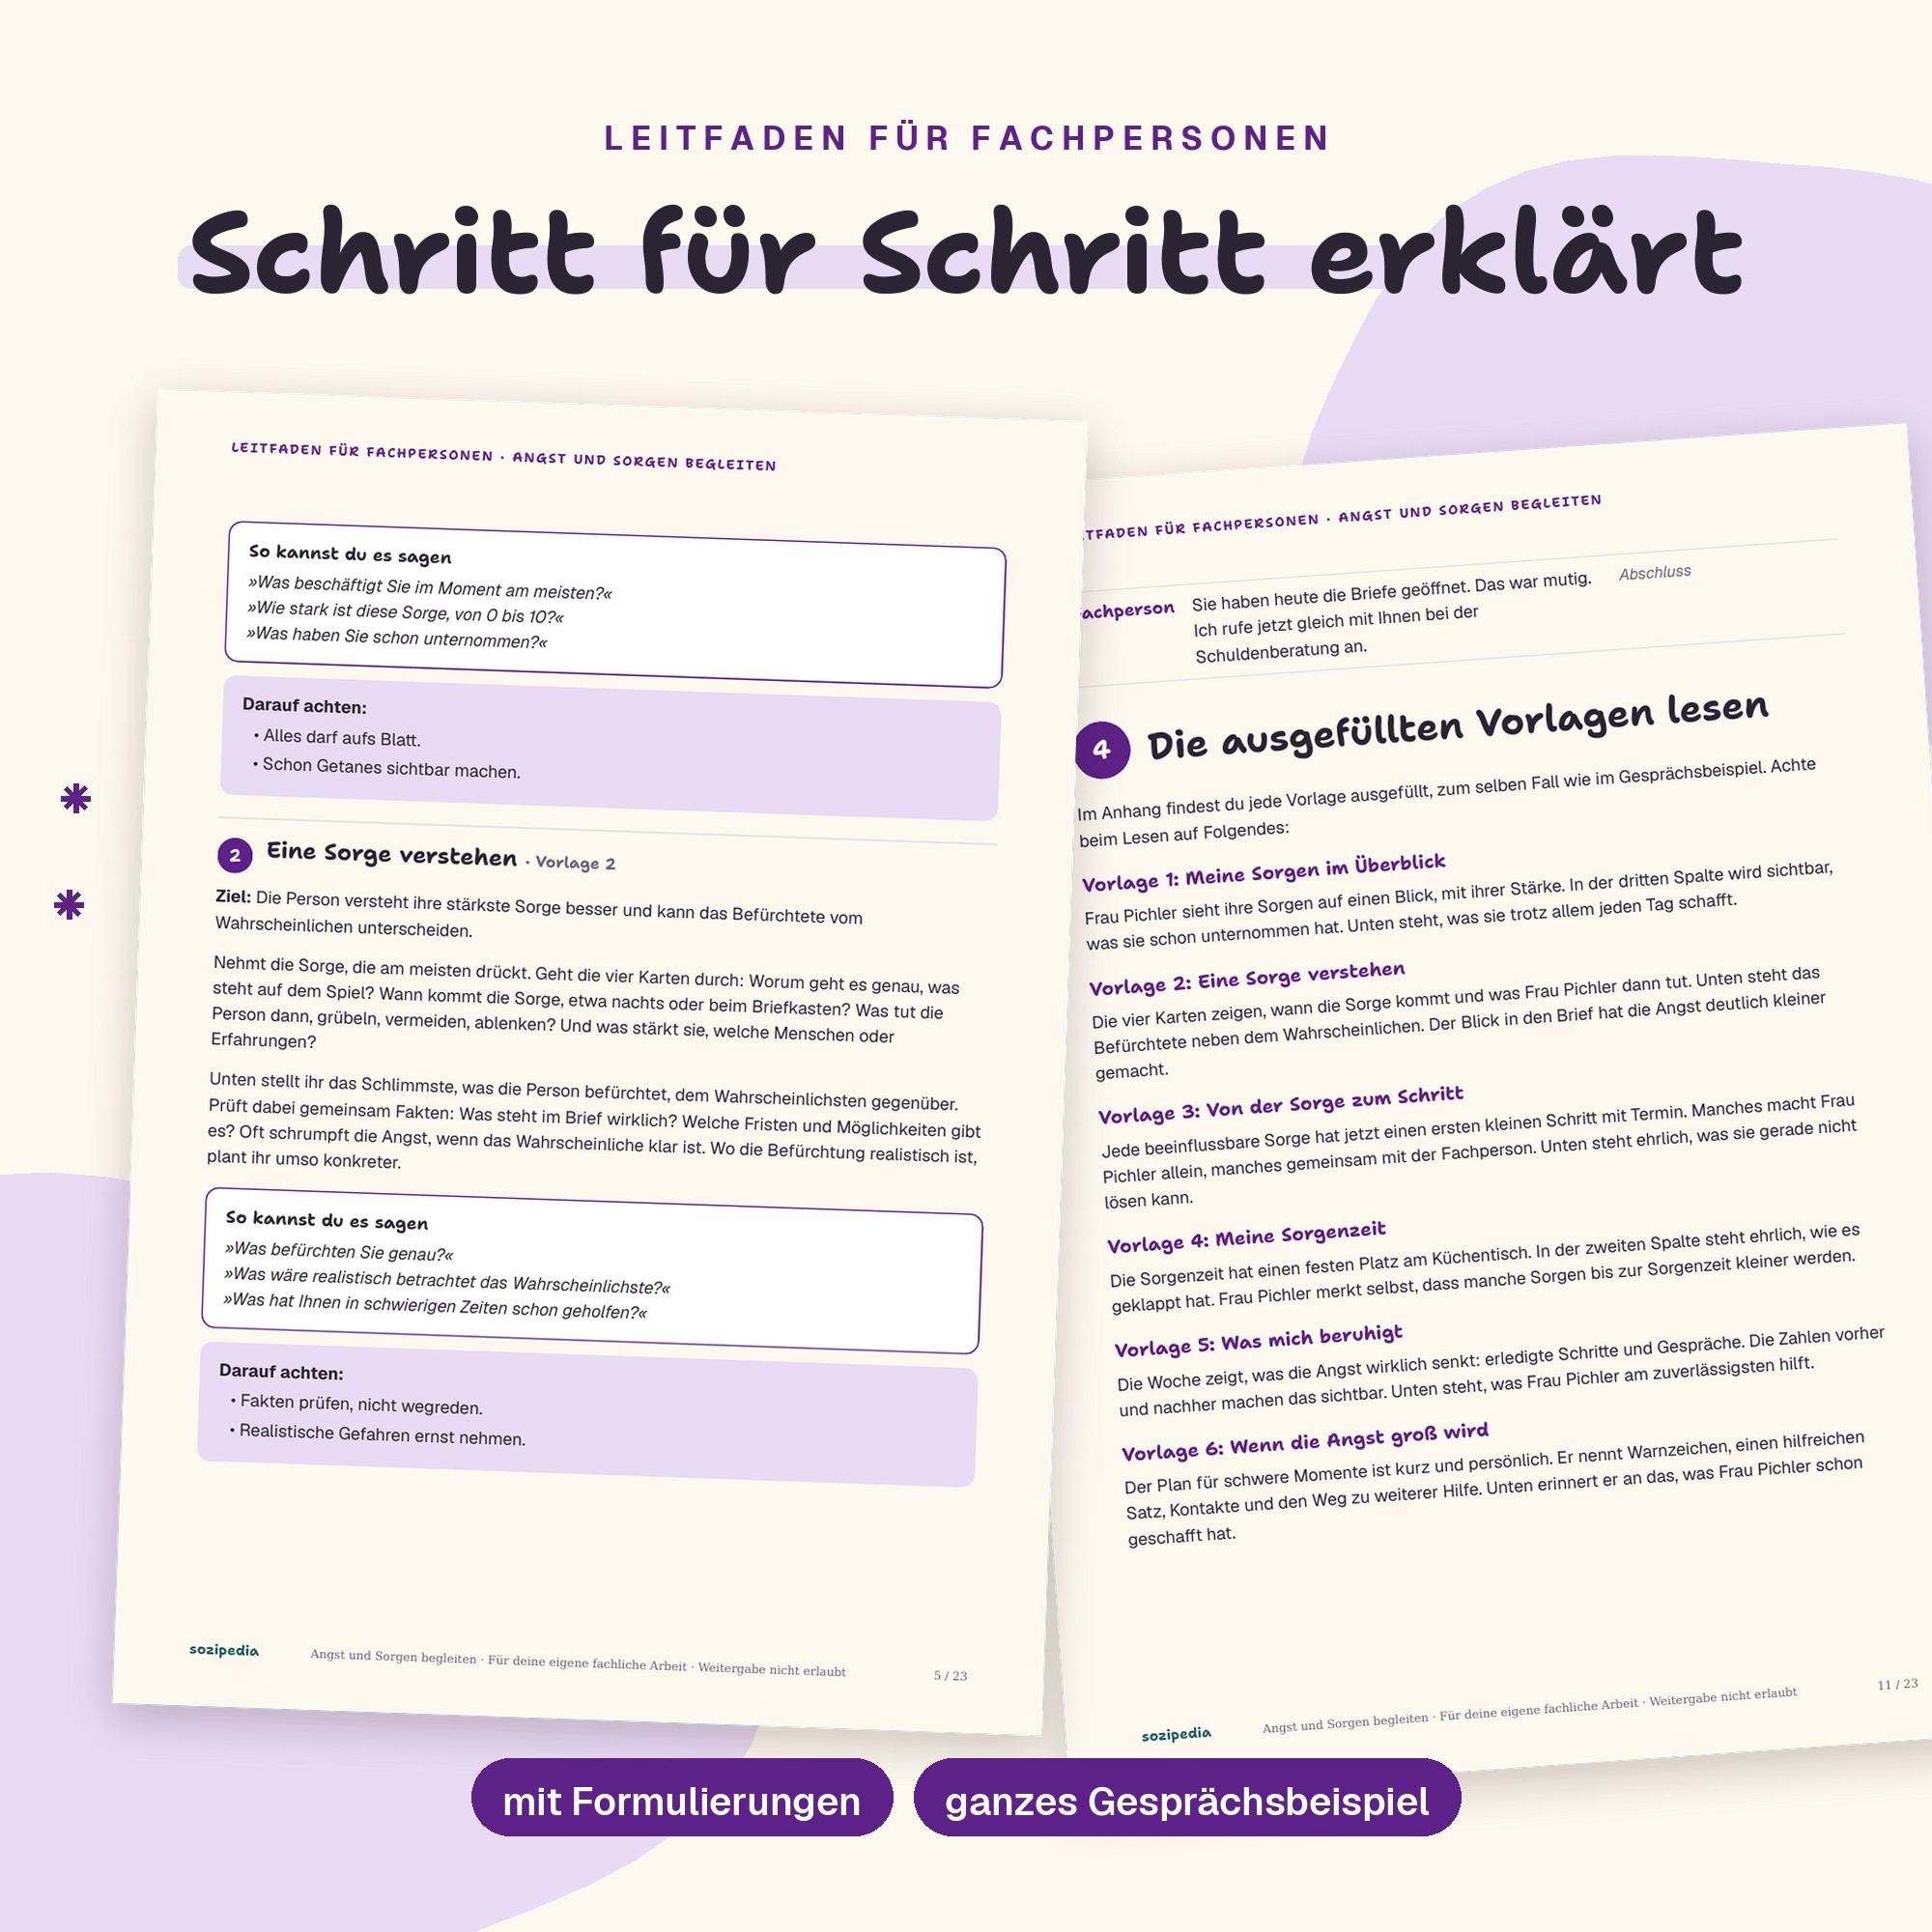 LEITFADEN FÜR FACHPERSONEN
Schritt für Schritt erklärt
LEITFADEN FÜR FACHPERSONEN · ANGST UND SORGEN BEGLEITEN
So kannst du es sagen
»Was beschäftigt Sie im Moment am meisten?«
»Wie stark ist diese Sorge, von 0 bis 10?«
»Was haben Sie schon unternommen?«
Darauf achten:
• Alles darf aufs Blatt.
• Schon Getanes sichtbar machen.
2 Eine Sorge verstehen · Vorlage 2
Ziel: Die Person versteht ihre stärkste Sorge besser und kann das Befürchtete vom
Wahrscheinlichen unterscheiden.
Nehmt die Sorge, die am meisten drückt. Geht die vier Karten durch: Worum geht es genau, was
steht auf dem Spiel? Wann kommt die Sorge, etwa nachts oder beim Briefkasten? Was tut die
Person dann, grübeln, vermeiden, ablenken? Und was stärkt sie, welche Menschen oder
Erfahrungen?
Unten stellt ihr das Schlimmste, was die Person befürchtet, dem Wahrscheinlichsten gegenüber.
Prüft dabei gemeinsam Fakten: Was steht im Brief wirklich? Welche Fristen und Möglichkeiten gibt
es? Oft schrumpft die Angst, wenn das Wahrscheinliche klar ist. Wo die Befürchtung realistisch ist,
plant ihr umso konkreter.
So kannst du es sagen
»Was befürchten Sie genau?«
»Was wäre realistisch betrachtet das Wahrscheinlichste?«
»Was hat Ihnen in schwierigen Zeiten schon geholfen?«
Darauf achten:
• Fakten prüfen, nicht wegreden.
• Realistische Gefahren ernst nehmen.
sozipedia Angst und Sorgen begleiten · Für deine eigene fachliche Arbeit · Weitergabe nicht erlaubt 5 / 23
TFADEN FÜR FACHPERSONEN · ANGST UND SORGEN BEGLEITEN
achperson Sie haben heute die Briefe geöffnet. Das war mutig. Abschluss
Ich rufe jetzt gleich mit Ihnen bei der
Schuldenberatung an.
4 Die ausgefüllten Vorlagen lesen
Im Anhang findest du jede Vorlage ausgefüllt, zum selben Fall wie im Gesprächsbeispiel. Achte
beim Lesen auf Folgendes:
Vorlage 1: Meine Sorgen im Überblick
Frau Pichler sieht ihre Sorgen auf einen Blick, mit ihrer Stärke. In der dritten Spalte wird sichtbar,
was sie schon unternommen hat. Unten steht, was sie trotz allem jeden Tag schafft.
Vorlage 2: Eine Sorge verstehen
Die vier Karten zeigen, wann die Sorge kommt und was Frau Pichler dann tut. Unten steht das
Befürchtete neben dem Wahrscheinlichen. Der Blick in den Brief hat die Angst deutlich kleiner
gemacht.
Vorlage 3: Von der Sorge zum Schritt
Jede beeinflussbare Sorge hat jetzt einen ersten kleinen Schritt mit Termin. Manches macht Frau
Pichler allein, manches gemeinsam mit der Fachperson. Unten steht ehrlich, was sie gerade nicht
lösen kann.
Vorlage 4: Meine Sorgenzeit
Die Sorgenzeit hat einen festen Platz am Küchentisch. In der zweiten Spalte steht ehrlich, wie es
geklappt hat. Frau Pichler merkt selbst, dass manche Sorgen bis zur Sorgenzeit kleiner werden.
Vorlage 5: Was mich beruhigt
Die Woche zeigt, was die Angst wirklich senkt: erledigte Schritte und Gespräche. Die Zahlen vorher
und nachher machen das sichtbar. Unten steht, was Frau Pichler am zuverlässigsten hilft.
Vorlage 6: Wenn die Angst groß wird
Der Plan für schwere Momente ist kurz und persönlich. Er nennt Warnzeichen, einen hilfreichen
Satz, Kontakte und den Weg zu weiterer Hilfe. Unten erinnert er an das, was Frau Pichler schon
geschafft hat.
sozipedia Angst und Sorgen begleiten · Für deine eigene fachliche Arbeit · Weitergabe nicht erlaubt 11 / 23
mit Formulierungen
ganzes Gesprächsbeispiel